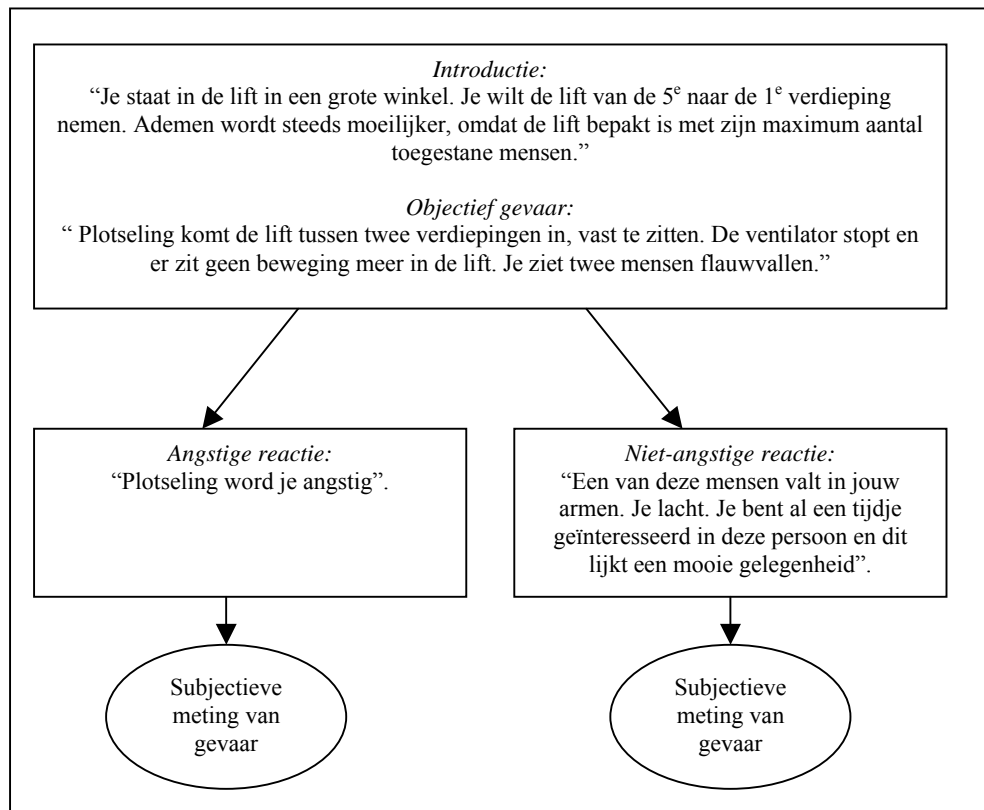 Introductie:
“Je staat in de lift in een grote winkel. Je wilt de lift van de 5e naar de 1e verdieping
nemen. Ademen wordt steeds moeilijker, omdat de lift bepakt is met zijn maximum aantal
toegestane mensen.”
Objectief gevaar:
“ Plotseling komt de lift tussen twee verdiepingen in, vast te zitten. De ventilator stopt en
er zit geen beweging meer in de lift. Je ziet twee mensen flauwvallen.”
Angstige reactie:
“Plotseling word je angstig”.
Niet-angstige reactie:
“Een van deze mensen valt in jouw
armen. Je lacht. Je bent al een tijdje
geïnteresseerd in deze persoon en dit
lijkt een mooie gelegenheid”.
Subjectieve
meting van
gevaar
Subjectieve
meting van
gevaar